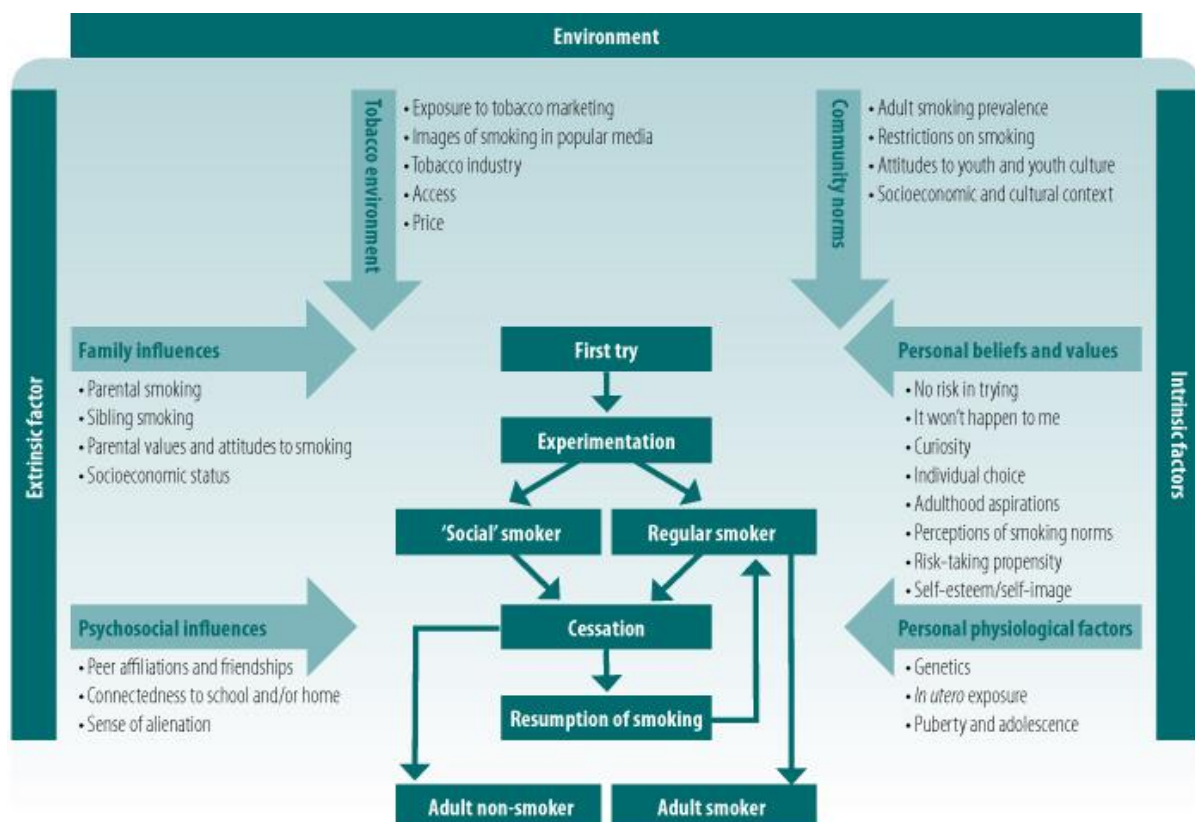 Environment
Extrinsic factor
Tobacco environment
• Exposure to tobacco marketing
• Images of smoking in popular media
• Tobacco industry
• Access
• Price
Community norms
• Adult smoking prevalence
• Restrictions on smoking
• Attitudes to youth and youth culture
• Socioeconomic and cultural context
Intrinsic factors
Family influences
• Parental smoking
• Sibling smoking
• Parental values and attitudes to smoking
• Socioeconomic status
Psychosocial influences
• Peer affiliations and friendships
• Connectedness to school and/or home
• Sense of alienation
First try
Experimentation
‘Social’ smoker
Regular smoker
Cessation
Resumption of smoking
Adult non-smoker
Adult smoker
Personal beliefs and values
• No risk in trying
• It won’t happen to me
• Curiosity
• Individual choice
• Adulthood aspirations
• Perceptions of smoking norms
• Risk-taking propensity
• Self-esteem/self-image
Personal physiological factors
• Genetics
• In utero exposure
• Puberty and adolescence